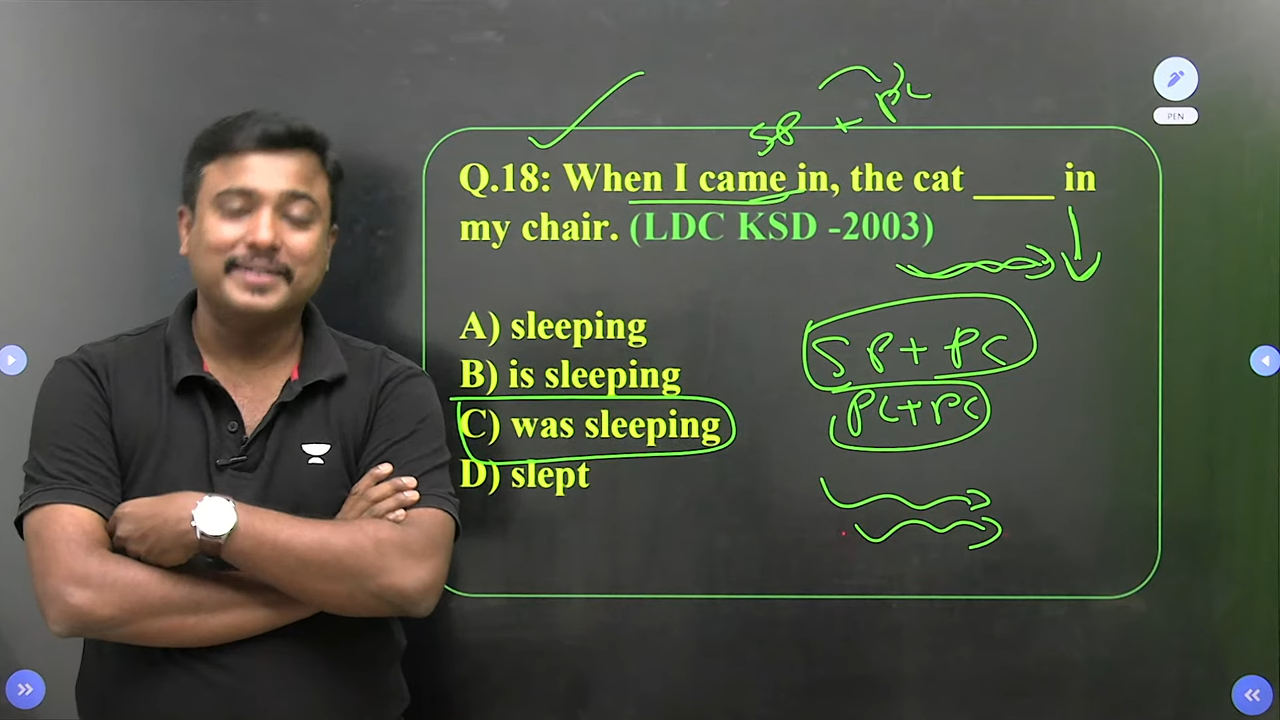 SP + PC
PEN
Q.18: When I came in, the cat ____ in
my chair. (LDC KSD -2003)
A) sleeping
B) is sleeping
C) was sleeping
D) slept
SP + PC
PC + PC